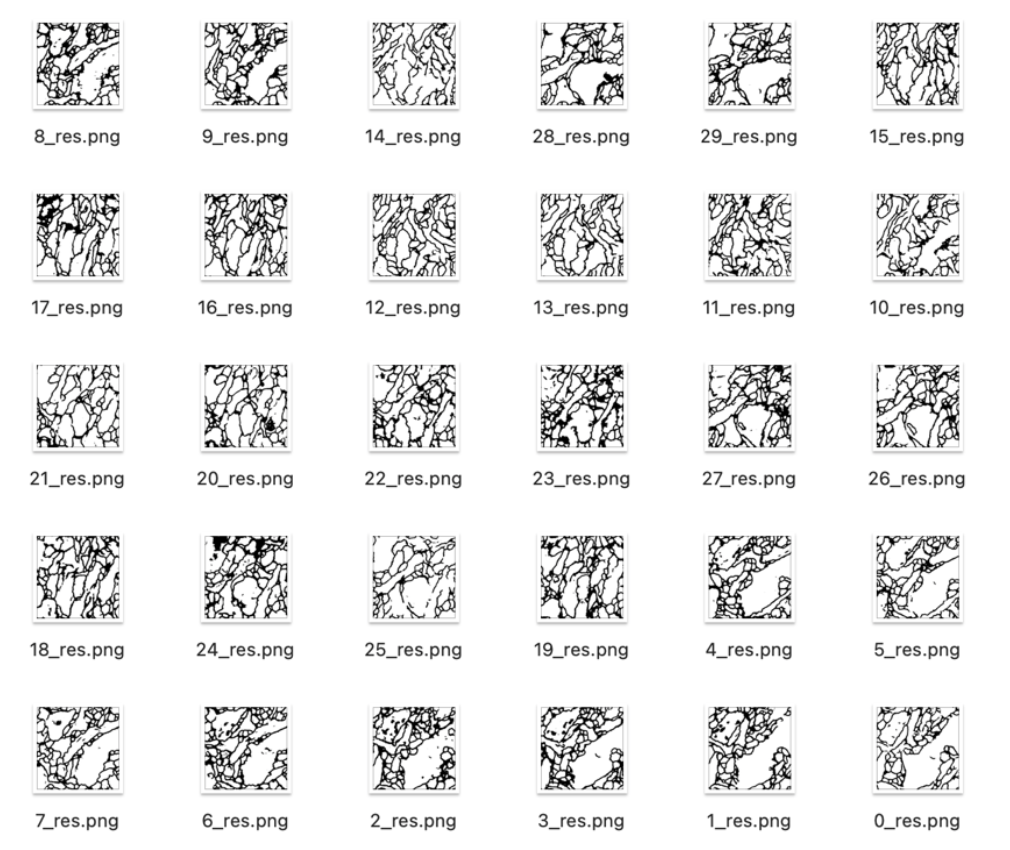 8_res.png 9_res.png 14_res.png 28_res.png 29_res.png 15_res.png
17_res.png 16_res.png 12_res.png 13_res.png 11_res.png 10_res.png
21_res.png 20_res.png 22_res.png 23_res.png 27_res.png 26_res.png
18_res.png 24_res.png 25_res.png 19_res.png 4_res.png 5_res.png
7_res.png 6_res.png 2_res.png 3_res.png 1_res.png 0_res.png